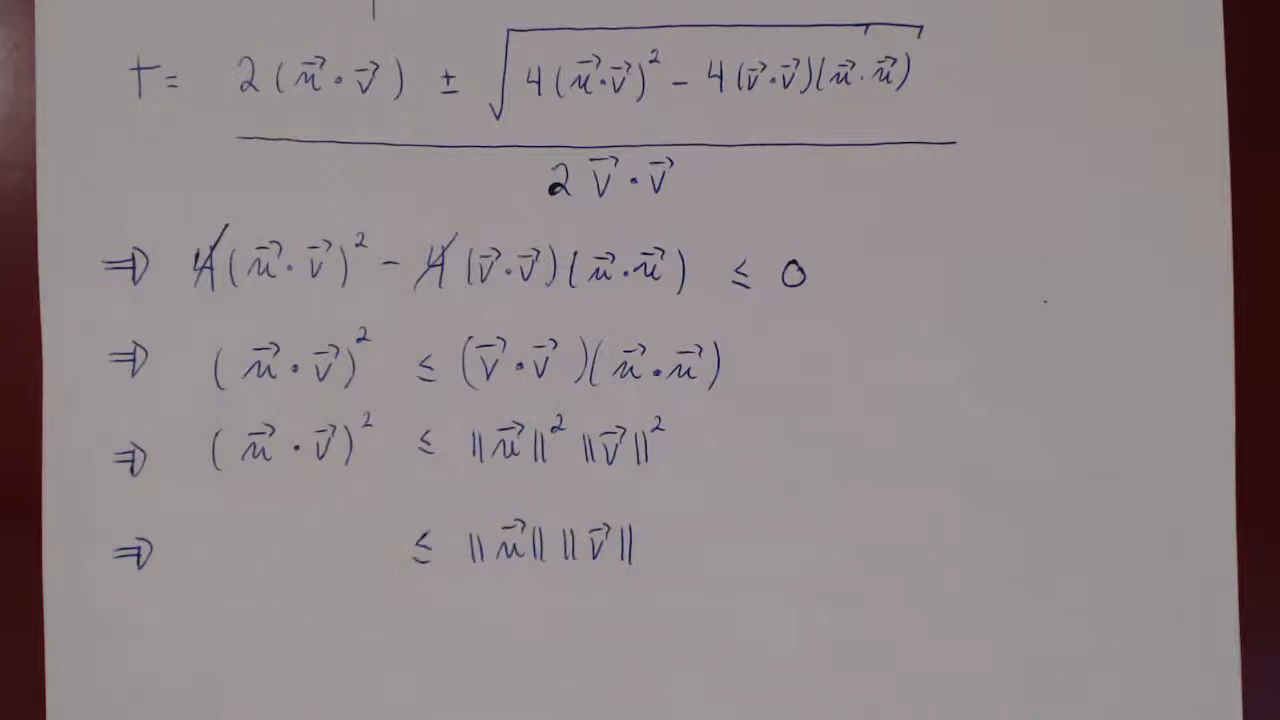 t = 2(u⃗·v⃗) ± √4(u⃗·v⃗)² − 4(v⃗·v⃗)(u⃗·u⃗)
2 v⃗·v⃗
⇒ 4(u⃗·v⃗)² − 4(v⃗·v⃗)(u⃗·u⃗) ≤ 0
⇒ (u⃗·v⃗)² ≤ (v⃗·v⃗)(u⃗·u⃗)
⇒ (u⃗·v⃗)² ≤ ||u⃗||² ||v⃗||²
⇒ ≤ ||u⃗|| ||v⃗||